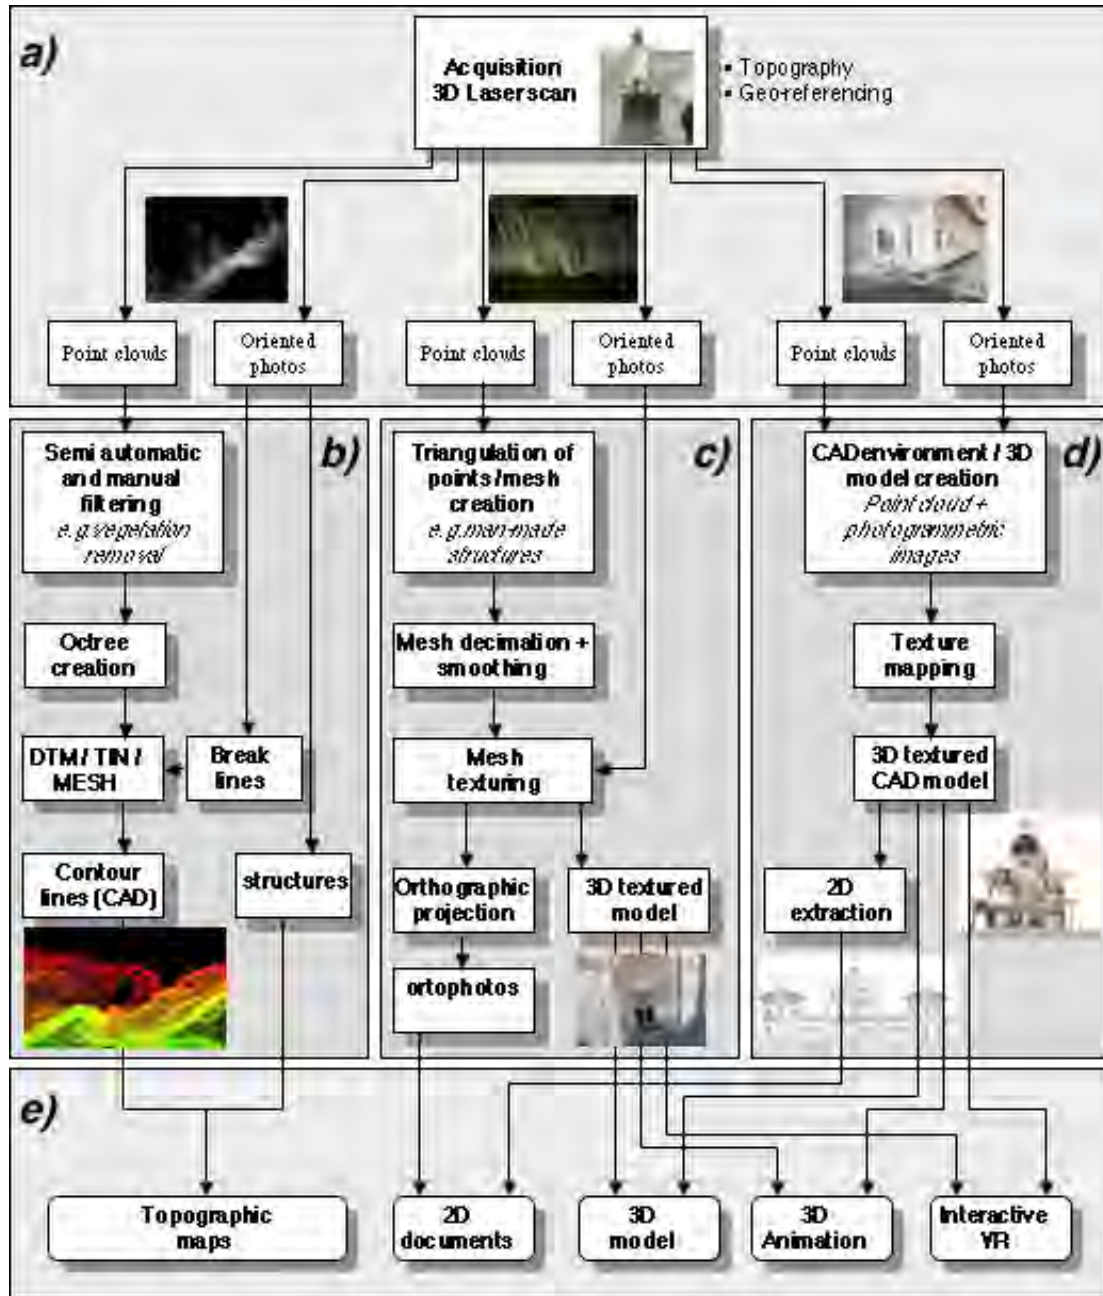 a)
Acquisition
3D Laserscan
• Topography
• Geo-referencing
Point clouds
Oriented
photos
Point clouds
Oriented
photos
Point clouds
Oriented
photos
b)
Semi automatic
and manual
filtering
e.g.vegetation
removal
Octree
creation
DTM / TIN /
MESH
Break
lines
Contour
lines (CAD)
structures
c)
Triangulation of
points/mesh
creation
e.g.man-made
structures
Mesh decimation +
smoothing
Mesh
texturing
Orthographic
projection
3D textured
model
ortophotos
d)
CAD environment / 3D
model creation
Point cloud +
photogrammetric
images
Texture
mapping
3D textured
CAD model
2D
extraction
e)
Topographic
maps
2D
documents
3D
model
3D
Animation
Interactive
VR